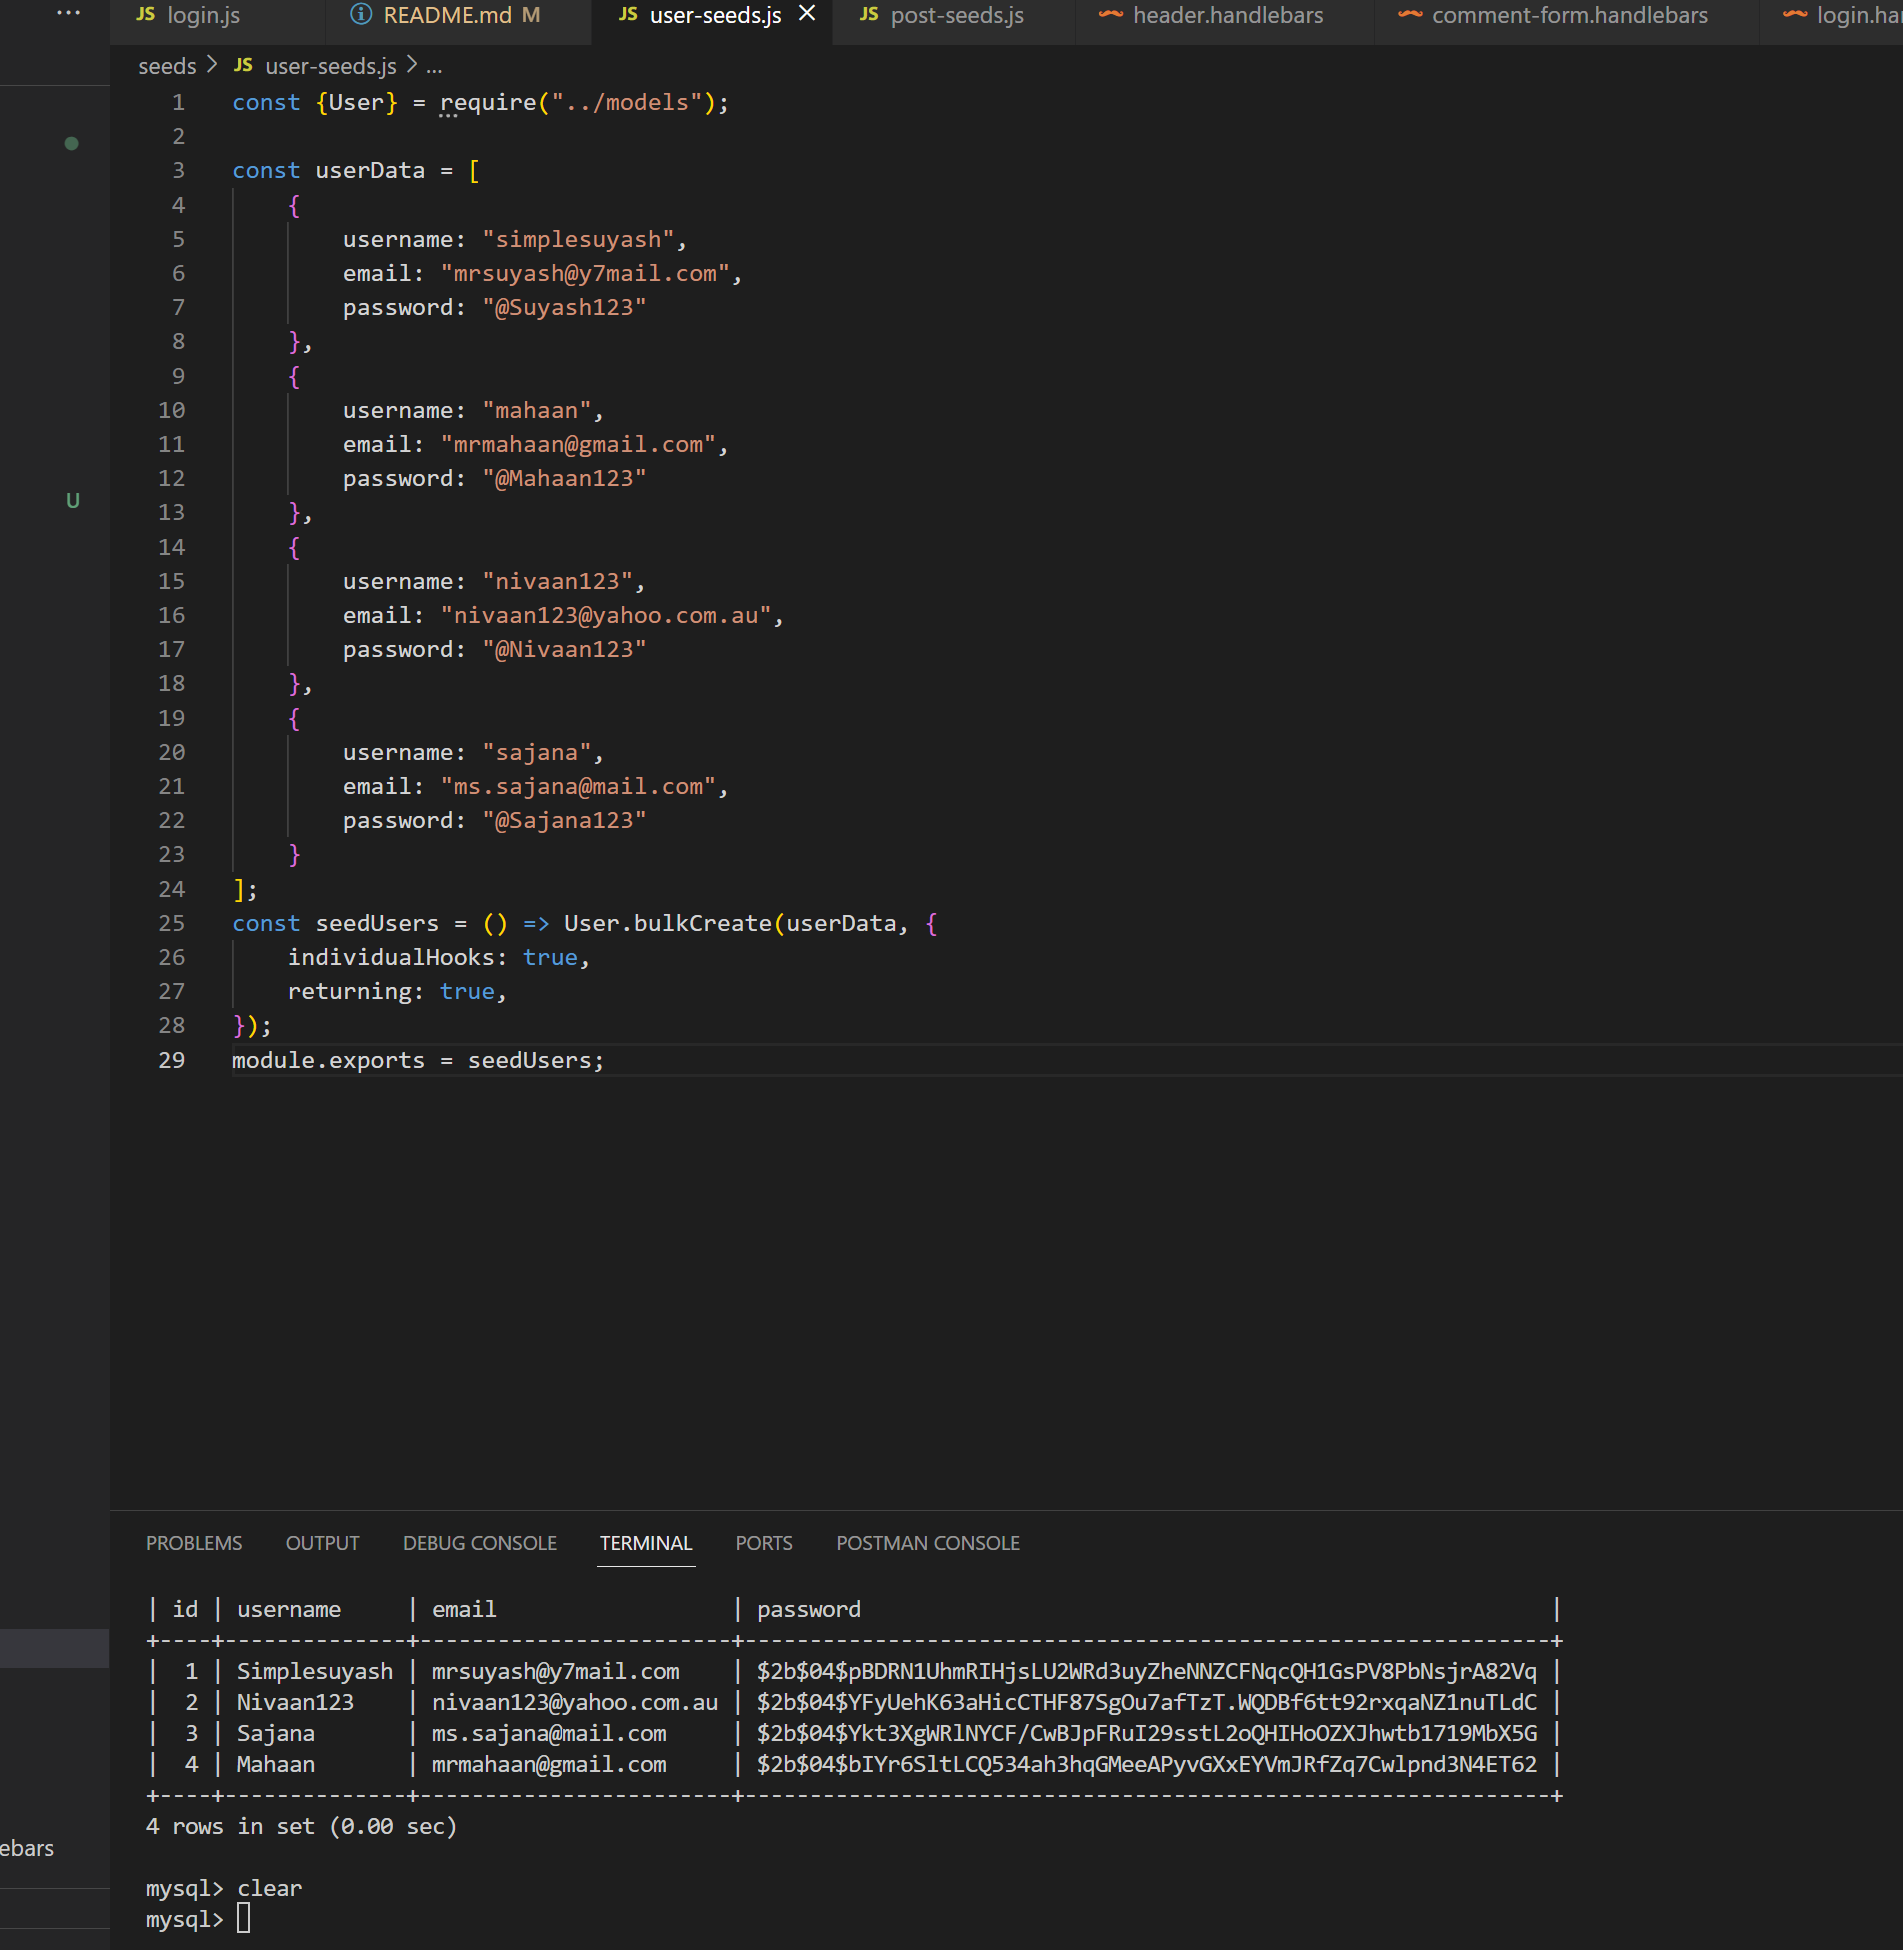 JS login.js README.md M JS user-seeds.js JS post-seeds.js header.handlebars comment-form.handlebars
seeds > JS user-seeds.js > ...
1 const {User} = require("../models");
2
3 const userData = [
4 {
5 username: "simplesuyash",
6 email: "mrsuyash@y7mail.com",
7 password: "@Suyash123"
8 },
9 {
10 username: "mahaan",
11 email: "mrmahaan@gmail.com",
12 password: "@Mahaan123"
13 },
14 {
15 username: "nivaan123",
16 email: "nivaan123@yahoo.com.au",
17 password: "@Nivaan123"
18 },
19 {
20 username: "sajana",
21 email: "ms.sajana@mail.com",
22 password: "@Sajana123"
23 }
24 ];
25 const seedUsers = () => User.bulkCreate(userData, {
26 individualHooks: true,
27 returning: true,
28 });
29 module.exports = seedUsers;
U
PROBLEMS OUTPUT DEBUG CONSOLE TERMINAL PORTS POSTMAN CONSOLE
| id | username | email | password |
+----+--------------+------------------------+--------------------------------------------------------------+
| 1 | Simplesuyash | mrsuyash@y7mail.com | $2b$04$pBDRN1UhmRIHjsLU2WRd3uyZheNNZCFNqcQH1GsPV8PbNsjrA82Vq |
| 2 | Nivaan123 | nivaan123@yahoo.com.au | $2b$04$YFyUehK63aHicCTHF87SgOu7afTzT.WQDBf6tt92rxqaNZ1nuTLdC |
| 3 | Sajana | ms.sajana@mail.com | $2b$04$Ykt3XgWRlNYCF/CwBJpFRuI29sstL2oQHIHoOZXJhwtb1719MbX5G |
| 4 | Mahaan | mrmahaan@gmail.com | $2b$04$bIYr6SltLCQ534ah3hqGMeeAPyvGXxEYVmJRfZq7Cwlpnd3N4ET62 |
+----+--------------+------------------------+--------------------------------------------------------------+
4 rows in set (0.00 sec)
ebars
mysql> clear
mysql>